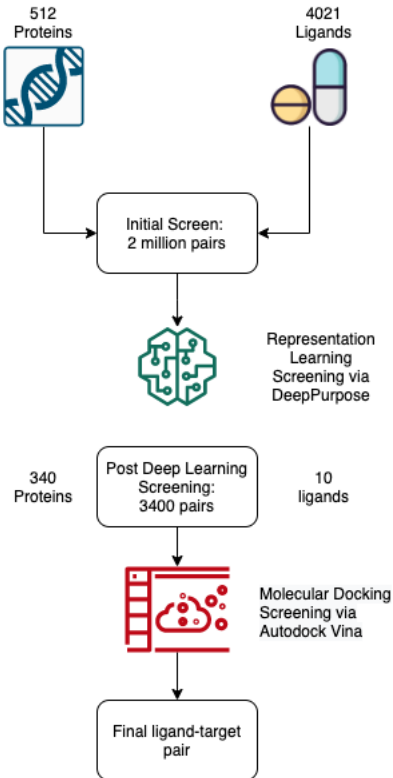 512
Proteins
4021
Ligands
Initial Screen:
2 million pairs
Representation
Learning
Screening via
DeepPurpose
340
Proteins
Post Deep Learning
Screening:
3400 pairs
10
ligands
Molecular Docking
Screening via
Autodock Vina
Final ligand-target
pair